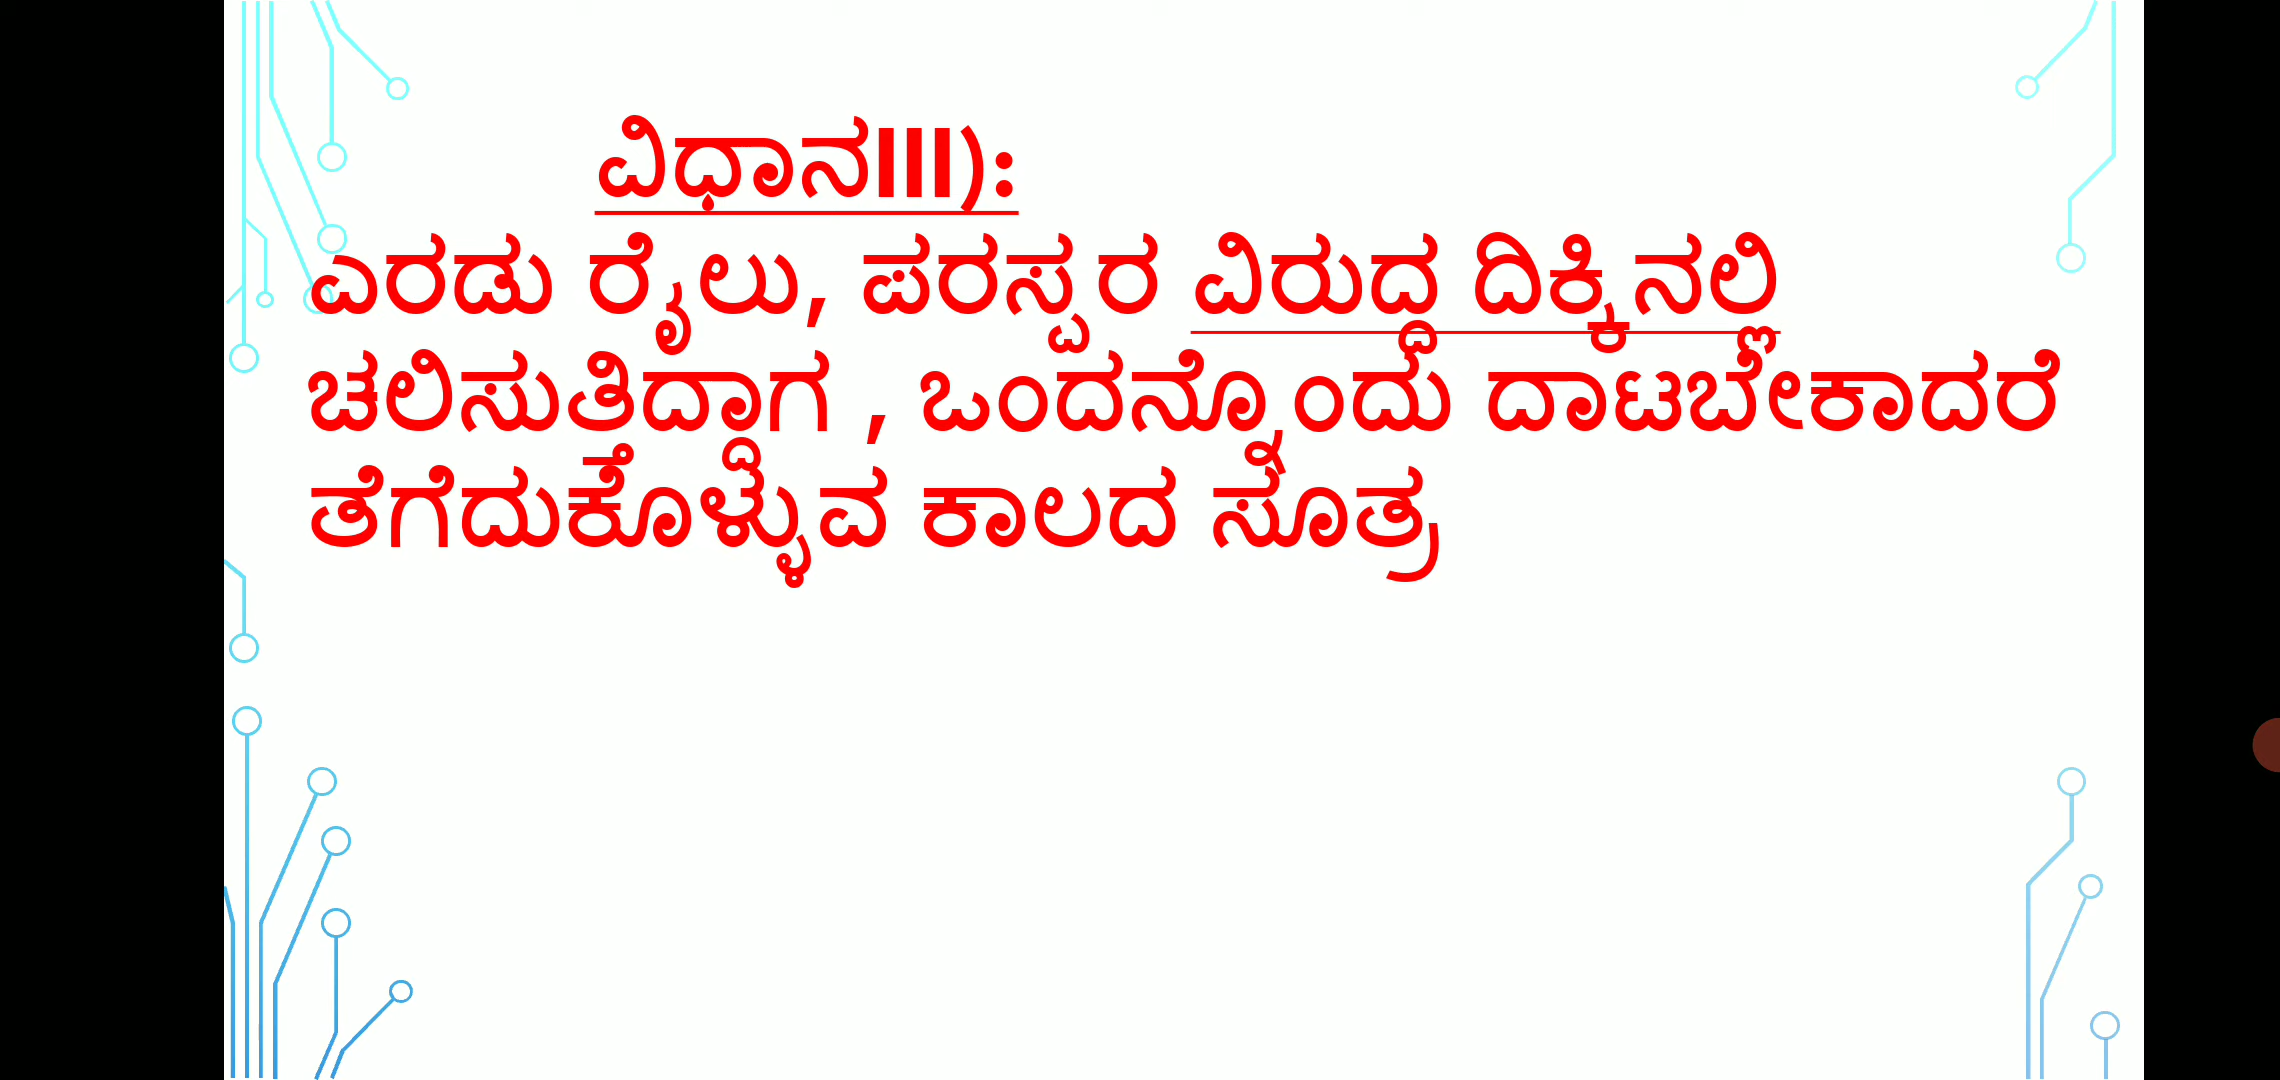 ವಿಧಾನIII):
ಎರಡು ರೈಲು, ಪರಸ್ಪರ ವಿರುದ್ಧ ದಿಕ್ಕಿನಲ್ಲಿ
ಚಲಿಸುತಿದ್ದಾಗ , ಒಂದನ್ನೊಂದು ದಾಟಬೇಕಾದರೆ
ತೆಗೆದುಕೊಳ್ಳುವ ಕಾಲದ ಸೂತ್ರ